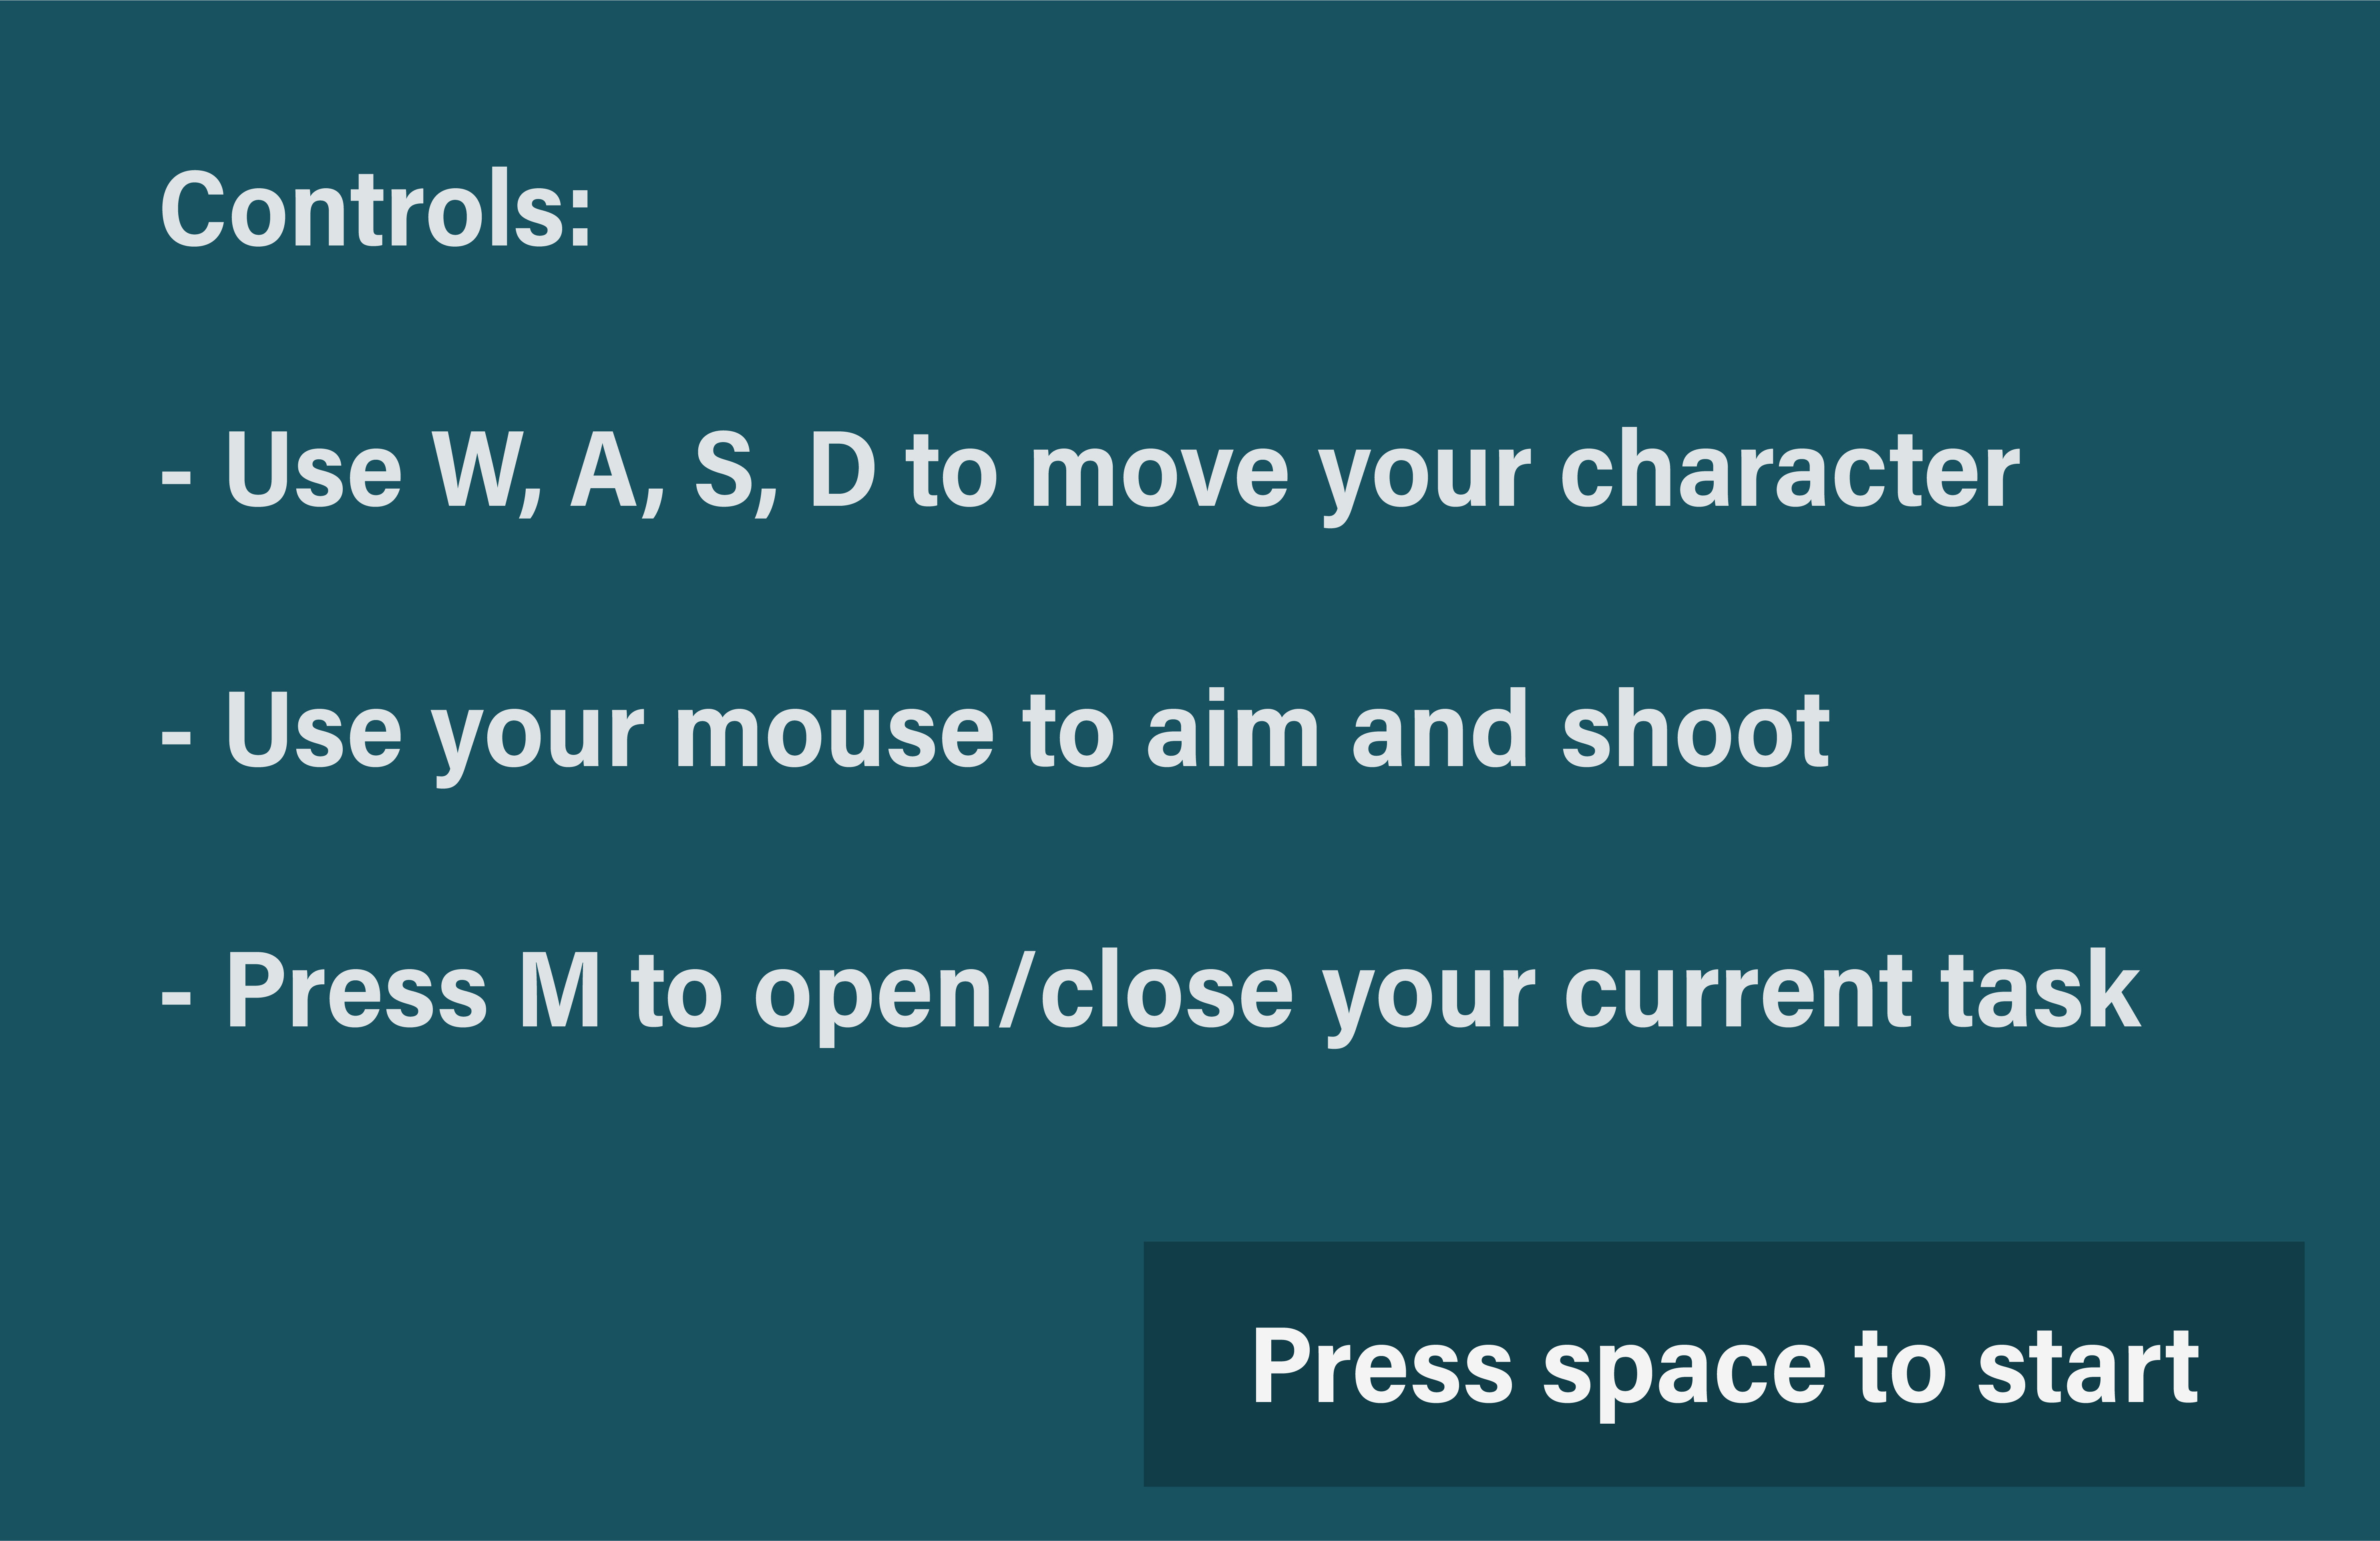 Controls:
- Use W, A, S, D to move your character
- Use your mouse to aim and shoot
- Press M to open/close your current task
Press space to start